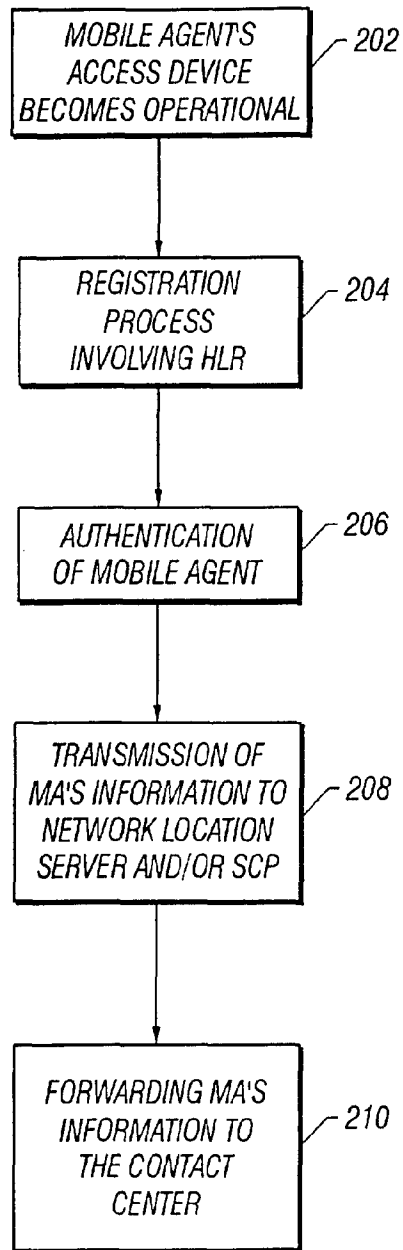 MOBILE AGENT'S
ACCESS DEVICE
BECOMES OPERATIONAL
202
REGISTRATION
PROCESS
INVOLVING HLR
204
AUTHENTICATION
OF MOBILE AGENT
206
TRANSMISSION OF
MA'S INFORMATION TO
NETWORK LOCATION
SERVER AND/OR SCP
208
FORWARDING MA'S
INFORMATION TO
THE CONTACT
CENTER
210